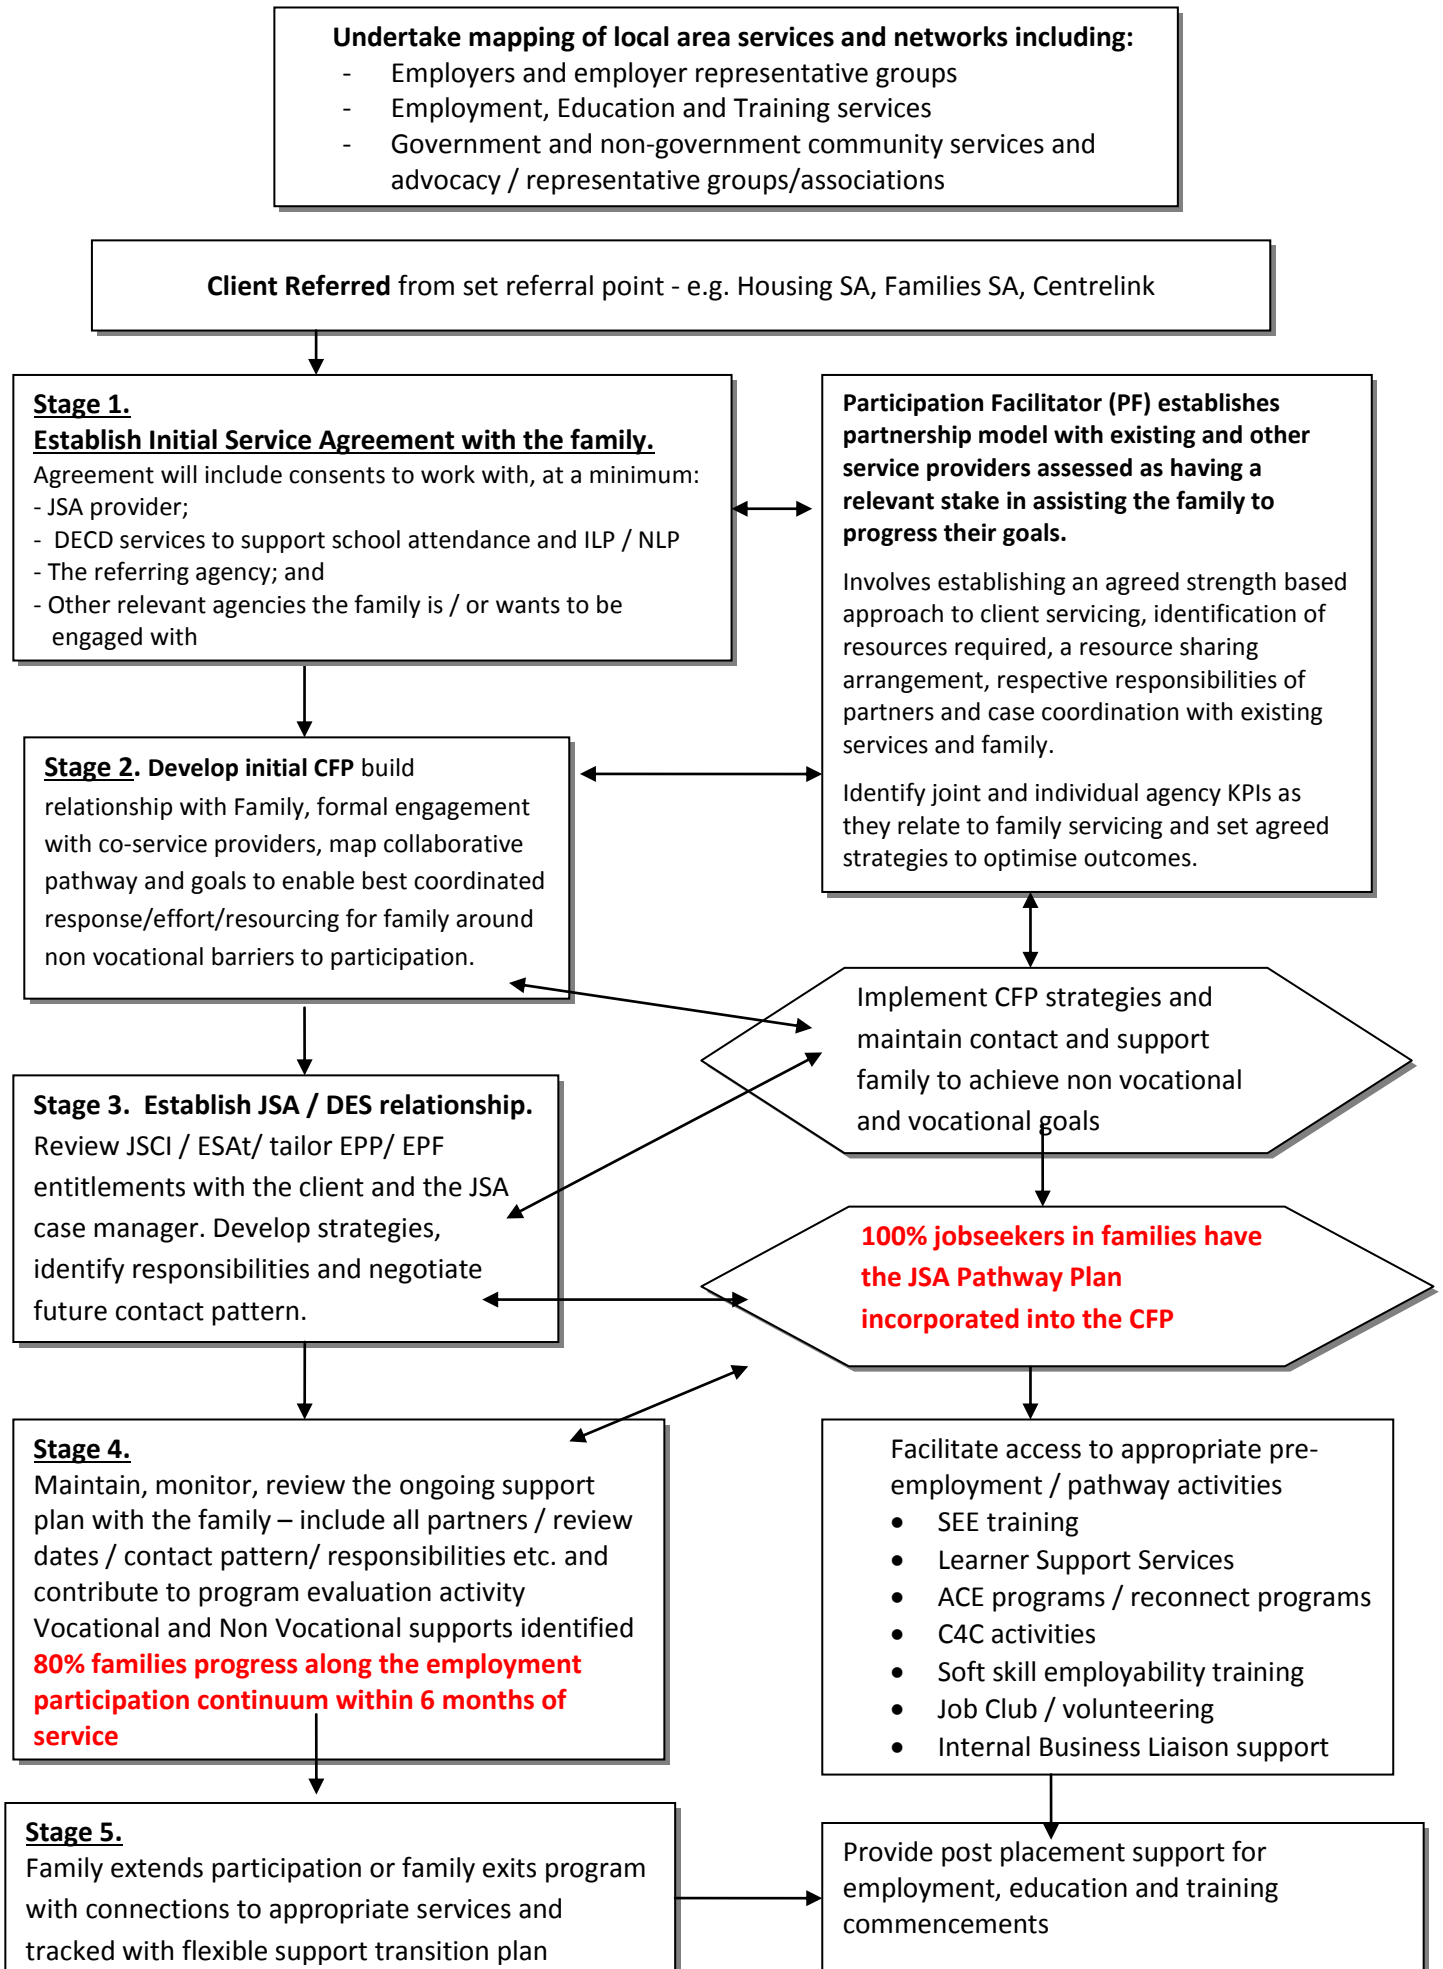 Undertake mapping of local area services and networks including:
- Employers and employer representative groups
- Employment, Education and Training services
- Government and non-government community services and
advocacy / representative groups/associations
Client Referred from set referral point - e.g. Housing SA, Families SA, Centrelink
Stage 1.
Establish Initial Service Agreement with the family.
Agreement will include consents to work with, at a minimum:
- JSA provider;
- DECD services to support school attendance and ILP / NLP
- The referring agency; and
- Other relevant agencies the family is / or wants to be
engaged with
Participation Facilitator (PF) establishes
partnership model with existing and other
service providers assessed as having a
relevant stake in assisting the family to
progress their goals.
Involves establishing an agreed strength based
approach to client servicing, identification of
resources required, a resource sharing
arrangement, respective responsibilities of
partners and case coordination with existing
services and family.
Identify joint and individual agency KPIs as
they relate to family servicing and set agreed
strategies to optimise outcomes.
Stage 2. Develop initial CFP build
relationship with Family, formal engagement
with co-service providers, map collaborative
pathway and goals to enable best coordinated
response/effort/resourcing for family around
non vocational barriers to participation.
Implement CFP strategies and
maintain contact and support
family to achieve non vocational
and vocational goals
Stage 3. Establish JSA / DES relationship.
Review JSCI / ESAt/ tailor EPP/ EPF
entitlements with the client and the JSA
case manager. Develop strategies,
identify responsibilities and negotiate
future contact pattern.
100% jobseekers in families have
the JSA Pathway Plan
incorporated into the CFP
Stage 4.
Maintain, monitor, review the ongoing support
plan with the family – include all partners / review
dates / contact pattern/ responsibilities etc. and
contribute to program evaluation activity
Vocational and Non Vocational supports identified
80% families progress along the employment
participation continuum within 6 months of
service
Facilitate access to appropriate pre-
employment / pathway activities
• SEE training
• Learner Support Services
• ACE programs / reconnect programs
• C4C activities
• Soft skill employability training
• Job Club / volunteering
• Internal Business Liaison support
Stage 5.
Family extends participation or family exits program
with connections to appropriate services and
tracked with flexible support transition plan
Provide post placement support for
employment, education and training
commencements